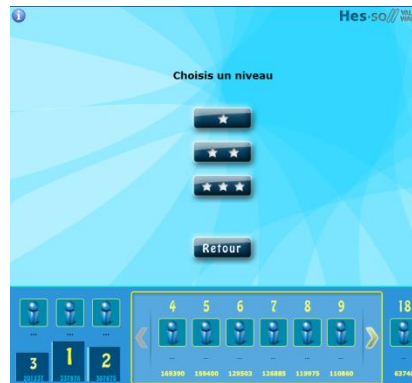 Hes·so// 
Choisis un niveau
Retour
4 5 6 7 8 9 18
... ... ...
3 1 2
169390 159400 129503 126885 119975 110860